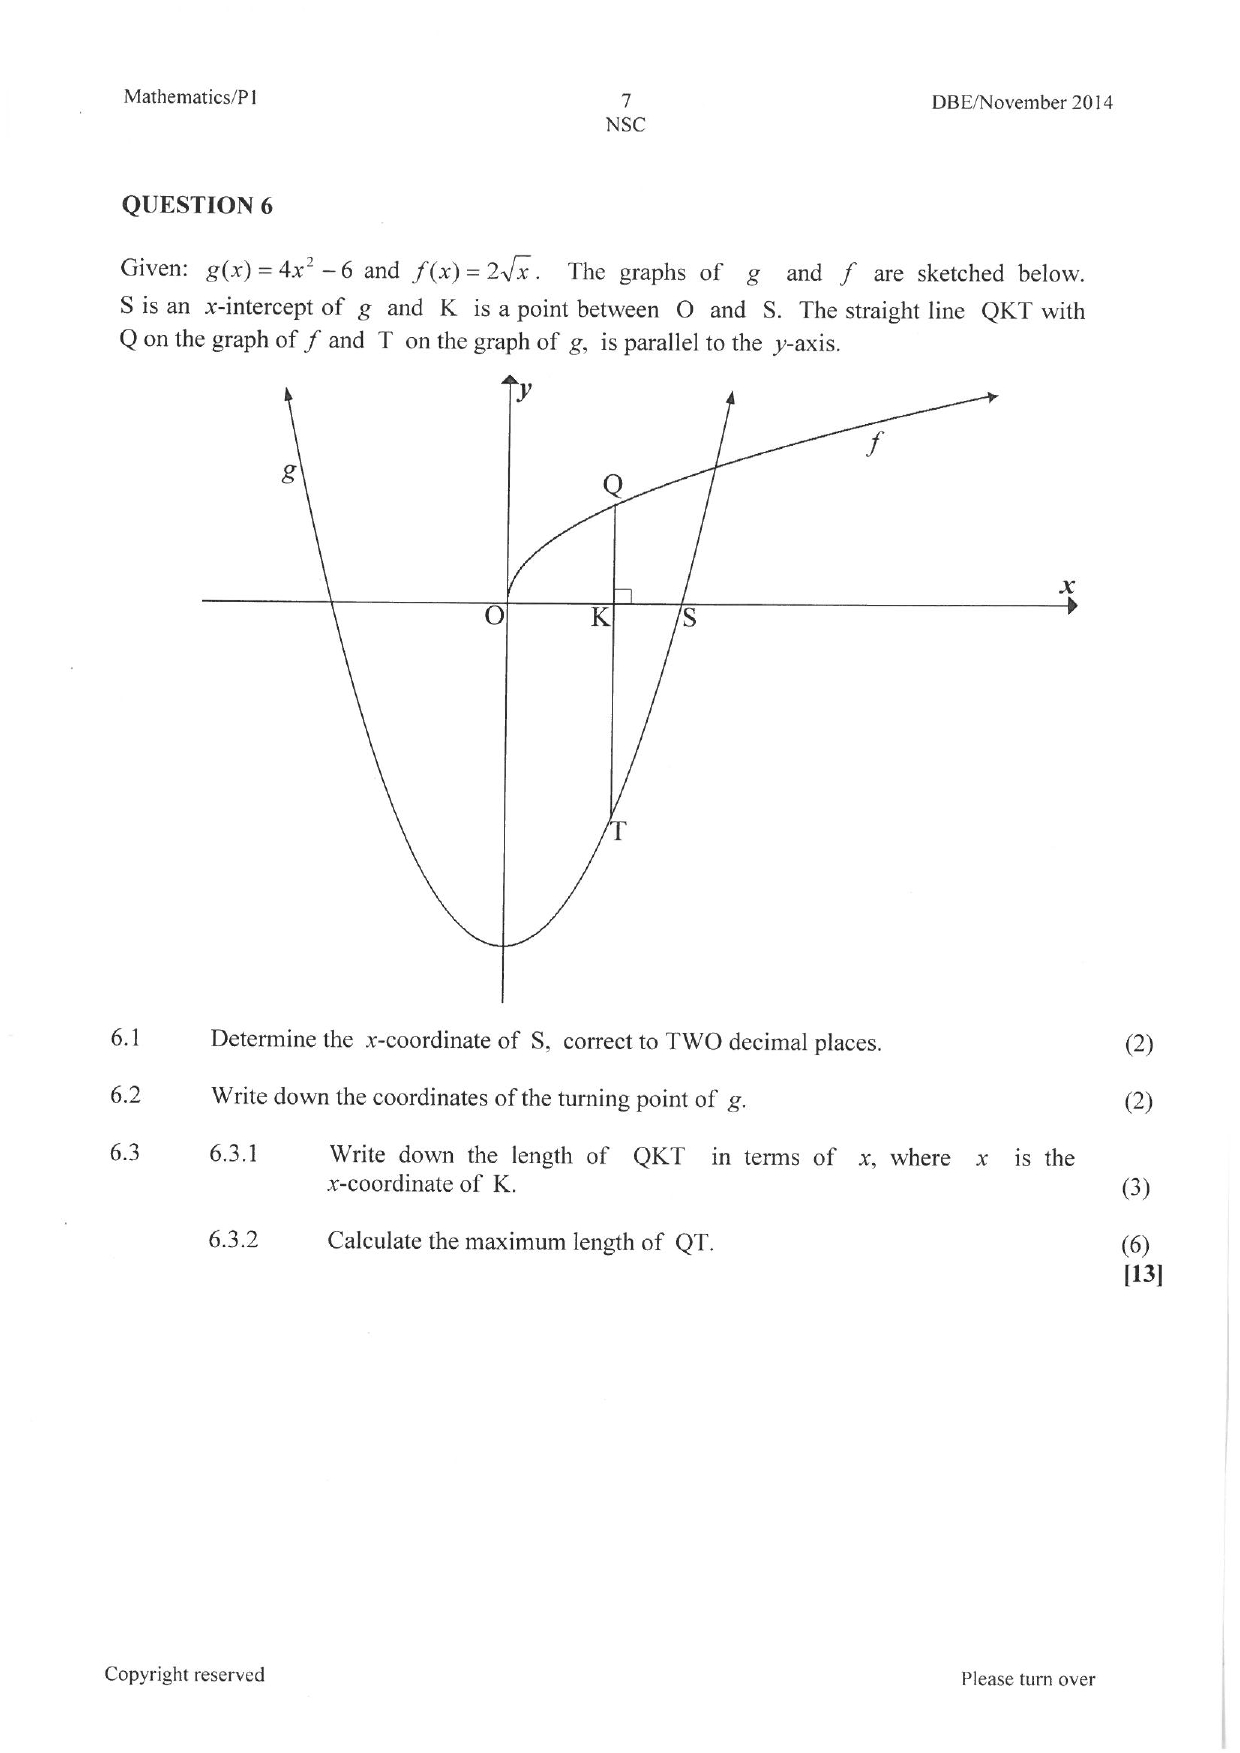 Mathematics/P1
7
DBE/November 2014
NSC
QUESTION 6
Given: g(x) = 4x² – 6 and f(x) = 2√x. The graphs of g and f are sketched below.
S is an x-intercept of g and K is a point between O and S. The straight line QKT with
Q on the graph of f and T on the graph of g, is parallel to the y-axis.
y
f
g
Q
x
O
K
S
T
6.1 Determine the x-coordinate of S, correct to TWO decimal places. (2)
6.2 Write down the coordinates of the turning point of g. (2)
6.3 6.3.1 Write down the length of QKT in terms of x, where x is the
x-coordinate of K. (3)
6.3.2 Calculate the maximum length of QT. (6)
[13]
Copyright reserved
Please turn over